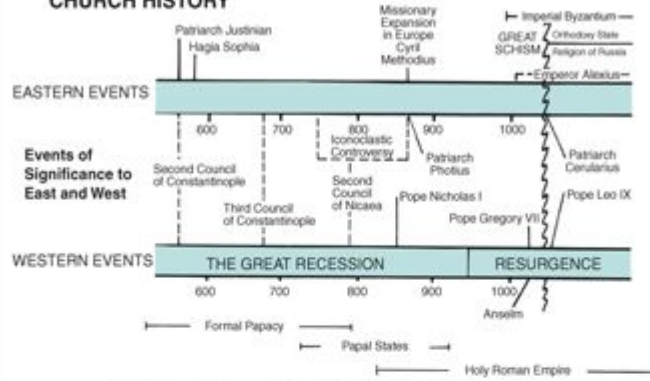 CHURCH HISTORY
Patriarch Justinian
Hagia Sophia
Missionary
Expansion
in Europe
Cyril
Methodius
Imperial Byzantium
GREAT
SCHISM
Orthodoxy State
Religion of Russia
Emperor Alexius
EASTERN EVENTS
600 700 800 900 1000
Iconoclastic
Controversy
Patriarch
Photius
Patriarch
Cerularius
Events of
Significance to
East and West
Second Council
of Constantinople
Third Council
of Constantinople
Second
Council
of Nicaea
Pope Nicholas I
Pope Gregory VII
Pope Leo IX
WESTERN EVENTS
THE GREAT RECESSION
RESURGENCE
600 700 800 900 1000
Anselm
Formal Papacy
Papal States
Holy Roman Empire